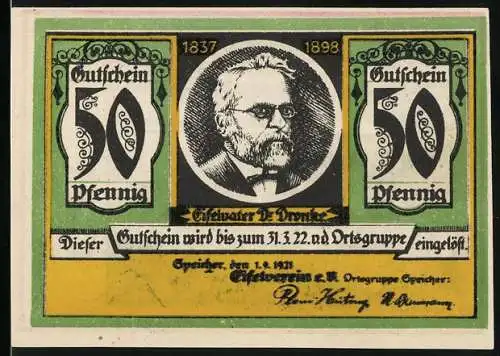 1837 1898
Gutschein
50
Pfennig
Gutschein
50
Pfennig
Eifelvater Dr Dronke
Dieser Gutschein wird bis zum 31.3.22 v.d. Ortsgruppe eingelöst.
Speicher, den 1.9.1921
Eifelverein e.V. Ortsgruppe Speicher: